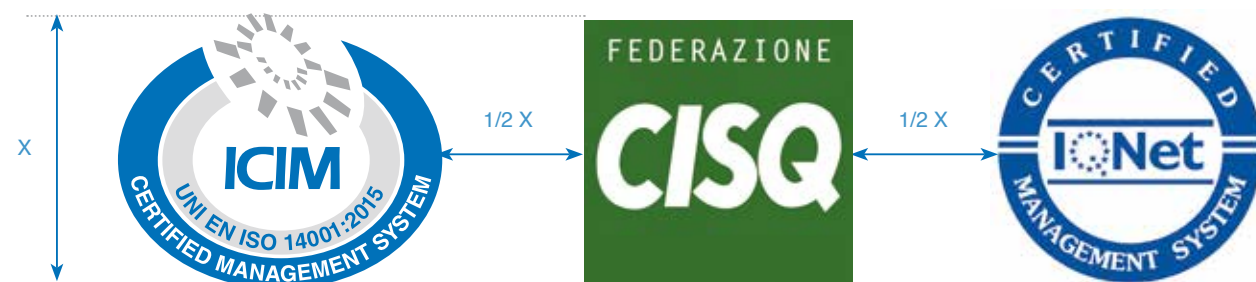 X
ICIM
UNI EN ISO 14001:2015
CERTIFIED MANAGEMENT SYSTEM
1/2 X
FEDERAZIONE
CISQ
1/2 X
CERTIFIED
IQNet
MANAGEMENT SYSTEM